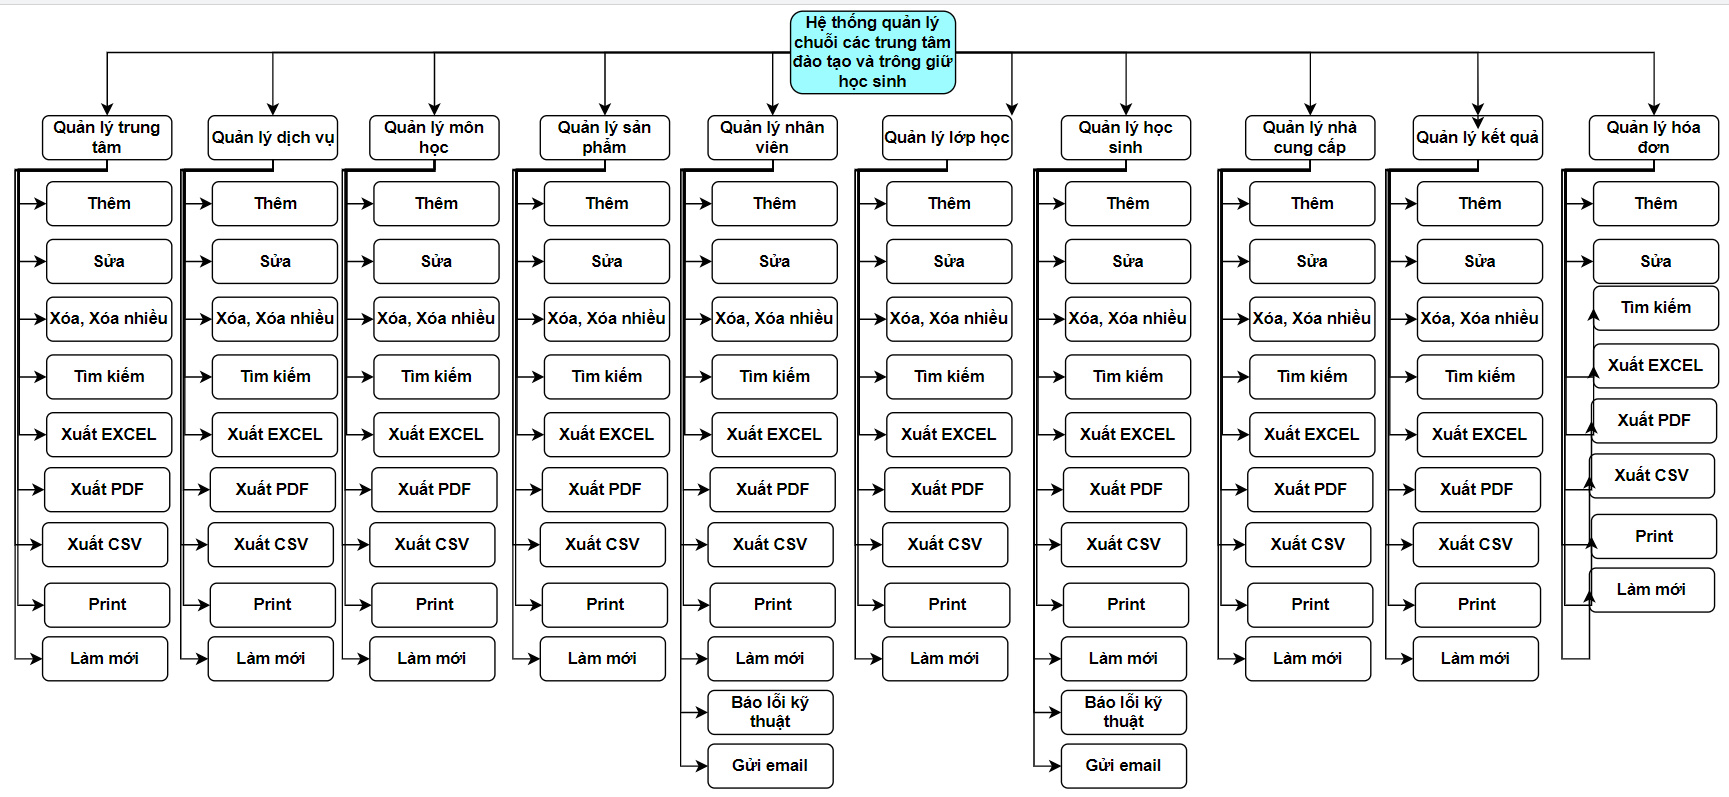 Hệ thống quản lý
chuỗi các trung tâm
đào tạo và trông giữ
học sinh
Quản lý trung
tâm
Thêm
Sửa
Xóa, Xóa nhiều
Tìm kiếm
Xuất EXCEL
Xuất PDF
Xuất CSV
Print
Làm mới
Quản lý dịch vụ
Thêm
Sửa
Xóa, Xóa nhiều
Tìm kiếm
Xuất EXCEL
Xuất PDF
Xuất CSV
Print
Làm mới
Quản lý môn
học
Thêm
Sửa
Xóa, Xóa nhiều
Tìm kiếm
Xuất EXCEL
Xuất PDF
Xuất CSV
Print
Làm mới
Quản lý sản
phẩm
Thêm
Sửa
Xóa, Xóa nhiều
Tìm kiếm
Xuất EXCEL
Xuất PDF
Xuất CSV
Print
Làm mới
Quản lý nhân
viên
Thêm
Sửa
Xóa, Xóa nhiều
Tìm kiếm
Xuất EXCEL
Xuất PDF
Xuất CSV
Print
Làm mới
Báo lỗi kỹ
thuật
Gửi email
Quản lý lớp học
Thêm
Sửa
Xóa, Xóa nhiều
Tìm kiếm
Xuất EXCEL
Xuất PDF
Xuất CSV
Print
Làm mới
Quản lý học
sinh
Thêm
Sửa
Xóa, Xóa nhiều
Tìm kiếm
Xuất EXCEL
Xuất PDF
Xuất CSV
Print
Làm mới
Báo lỗi kỹ
thuật
Gửi email
Quản lý nhà
cung cấp
Thêm
Sửa
Xóa, Xóa nhiều
Tìm kiếm
Xuất EXCEL
Xuất PDF
Xuất CSV
Print
Làm mới
Quản lý kết quả
Thêm
Sửa
Xóa, Xóa nhiều
Tìm kiếm
Xuất EXCEL
Xuất PDF
Xuất CSV
Print
Làm mới
Quản lý hóa
đơn
Thêm
Sửa
Tìm kiếm
Xuất EXCEL
Xuất PDF
Xuất CSV
Print
Làm mới